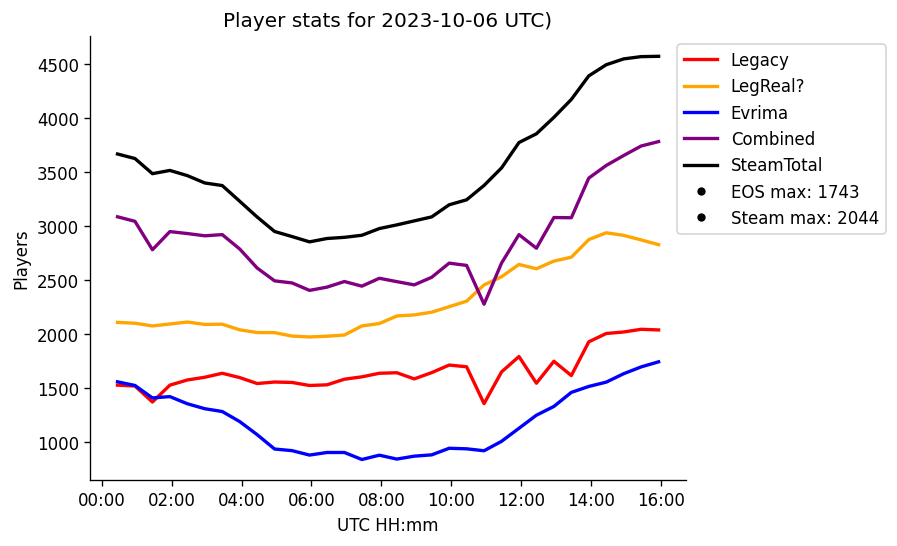 Player stats for 2023-10-06 UTC)
Legacy
LegReal?
Evrima
Combined
SteamTotal
EOS max: 1743
Steam max: 2044
Players
4500
4000
3500
3000
2500
2000
1500
1000
00:00 02:00 04:00 06:00 08:00 10:00 12:00 14:00 16:00
UTC HH:mm